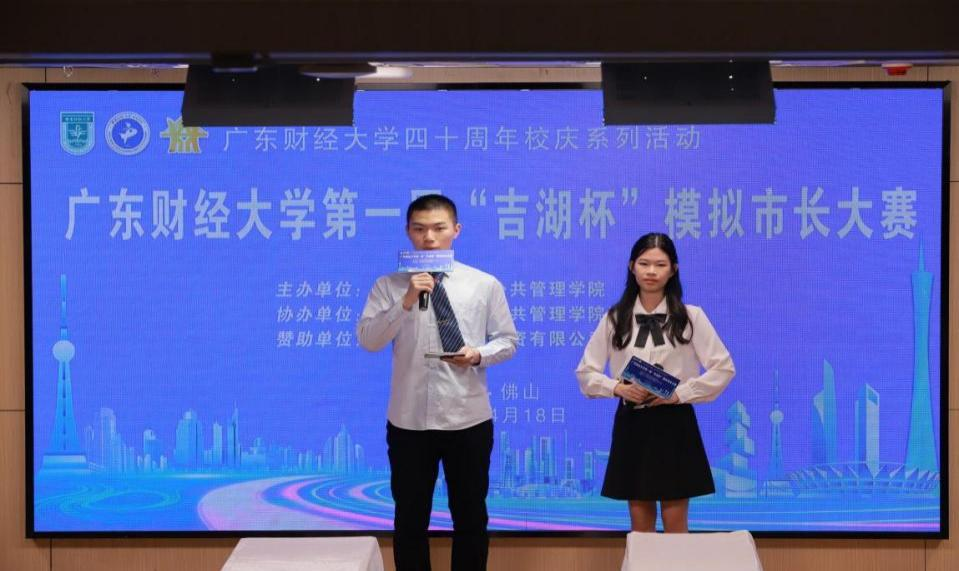 广东财经大学四十周年校庆系列活动
广东财经大学第一 “吉湖杯”模拟市长大赛
主办单位： 共管理学院
协办单位： 共管理学院
赞助单位 资有限公
佛山
4月18日